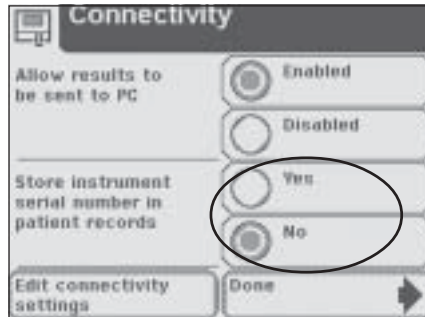 Connectivity
Allow results to
be sent to PC
Enabled
Disabled
Store instrument
serial number in
patient records
Yes
No
Edit connectivity
settings
Done